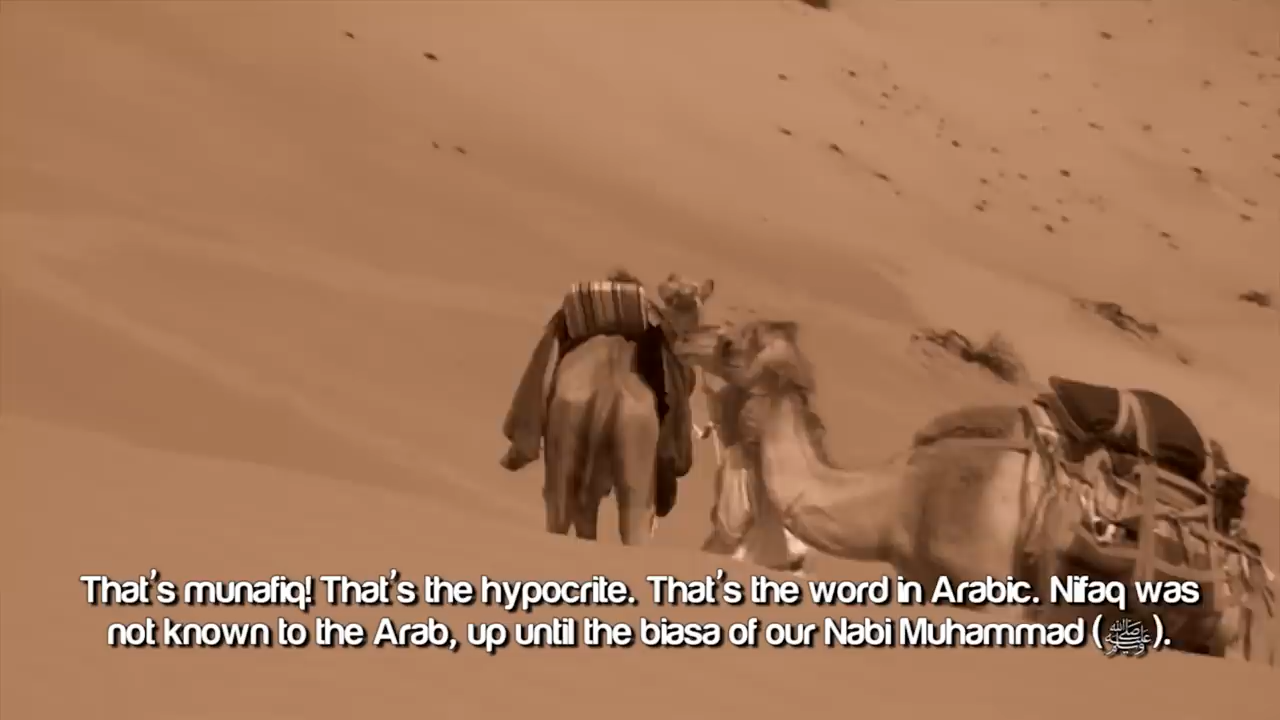 That's munafiq! That's the hypocrite. That's the word in Arabic. Nifaq was
not known to the Arab, up until the biasa of our Nabi Muhammad (ﷺ).